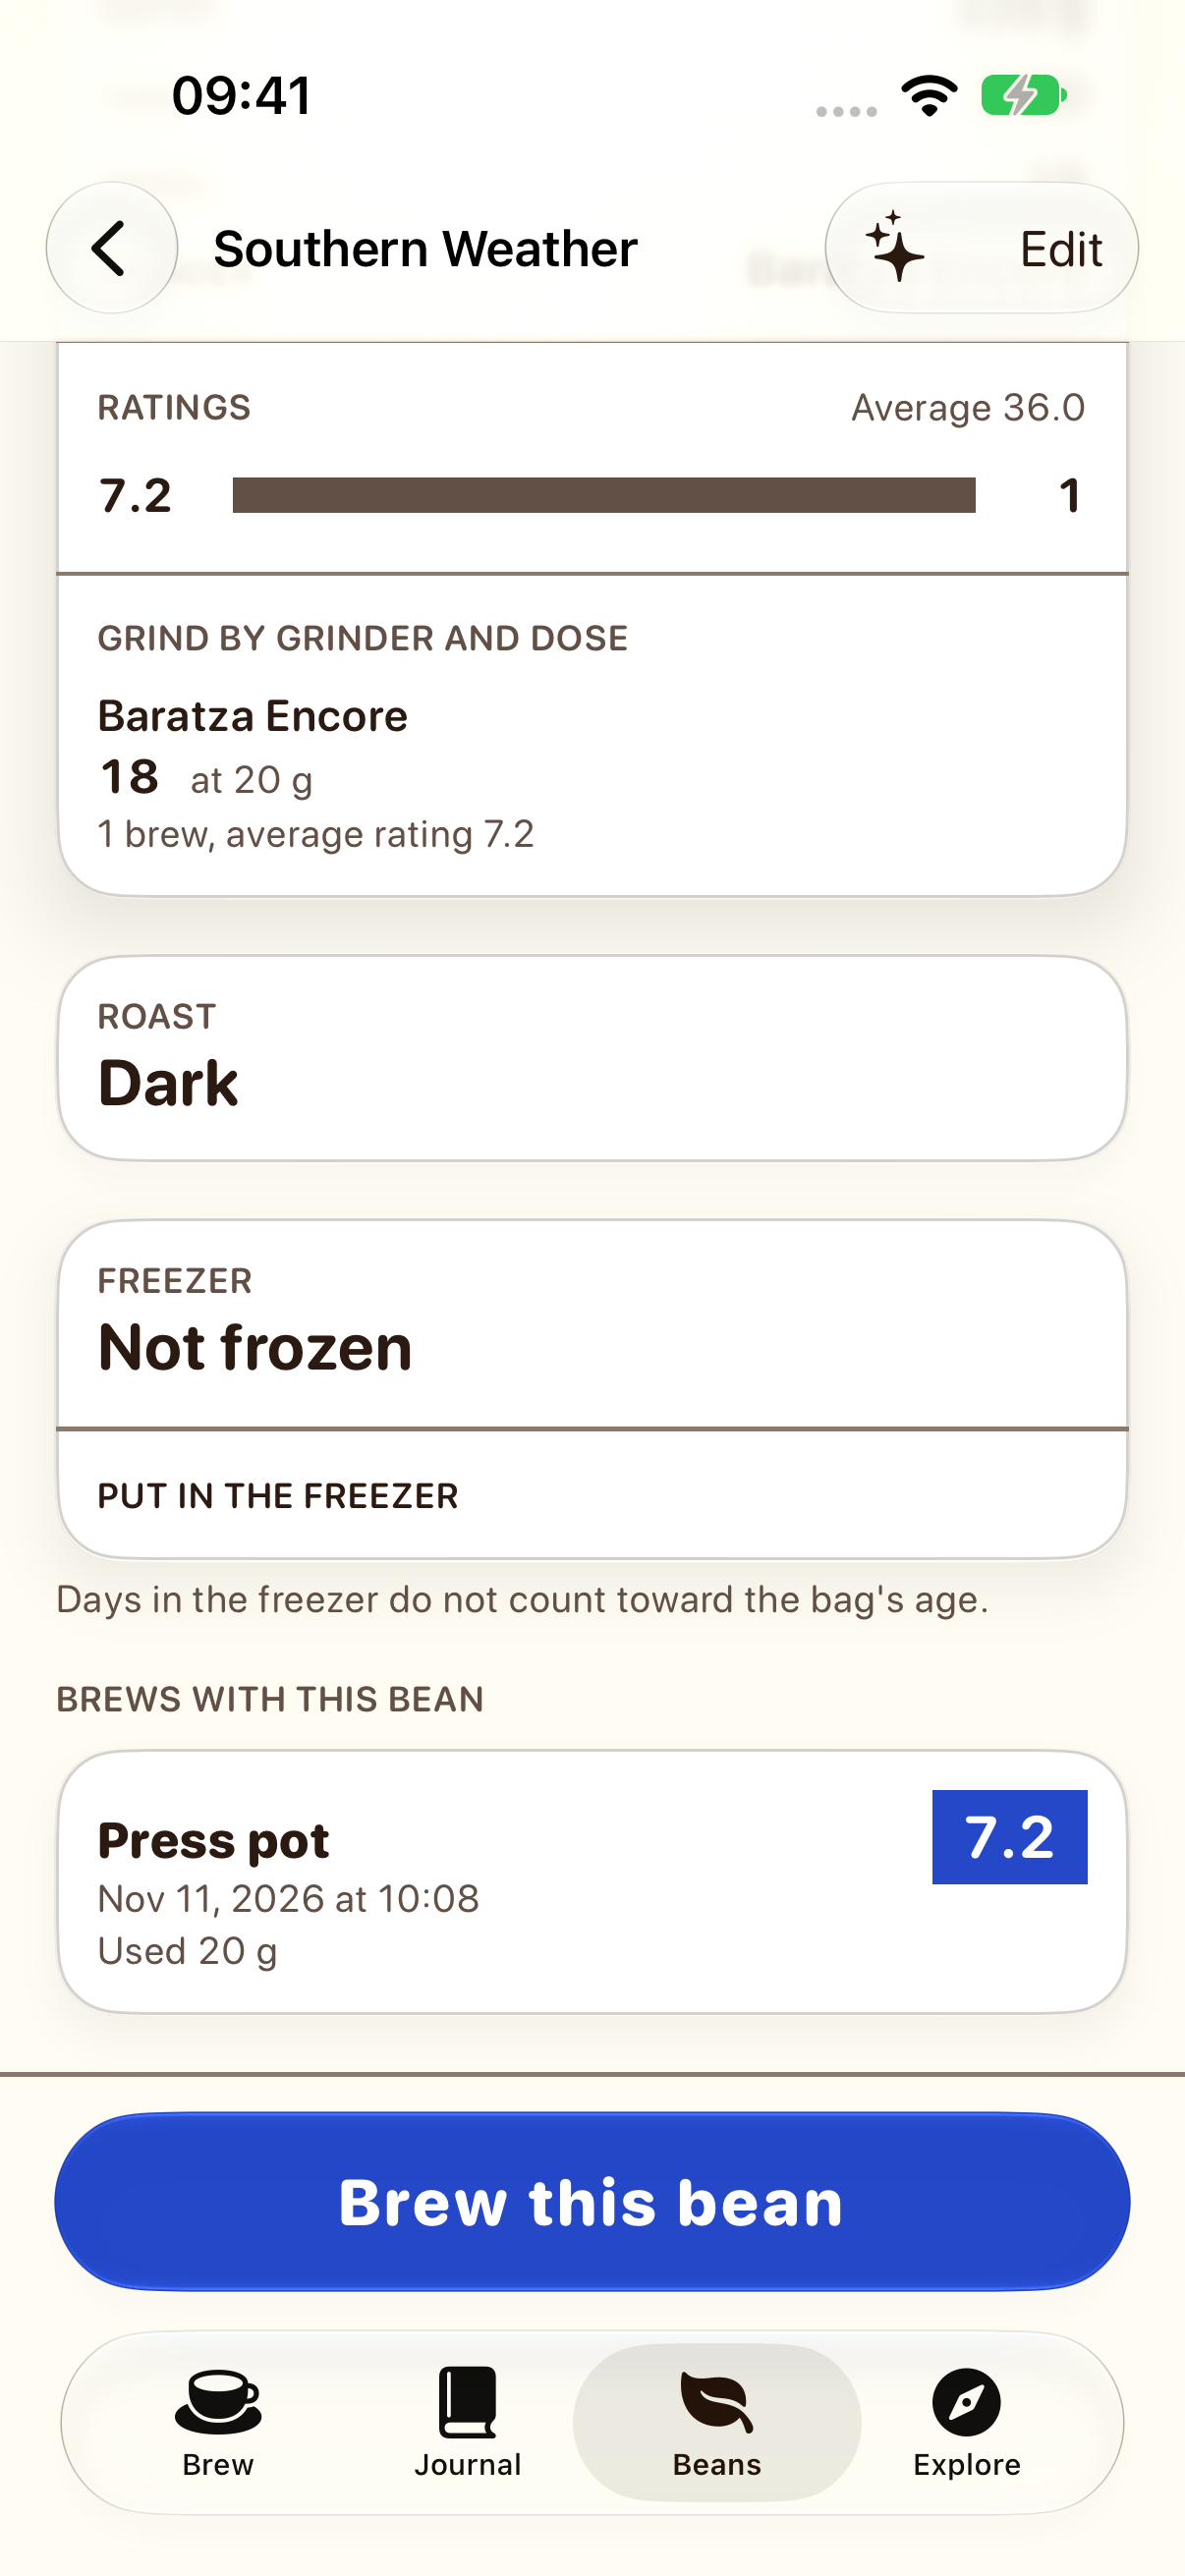 09:41
Southern Weather
Edit
RATINGS
Average 36.0
7.2
1
GRIND BY GRINDER AND DOSE
Baratza Encore
18 at 20 g
1 brew, average rating 7.2
ROAST
Dark
FREEZER
Not frozen
PUT IN THE FREEZER
Days in the freezer do not count toward the bag's age.
BREWS WITH THIS BEAN
Press pot
7.2
Nov 11, 2026 at 10:08
Used 20 g
Brew this bean
Brew
Journal
Beans
Explore